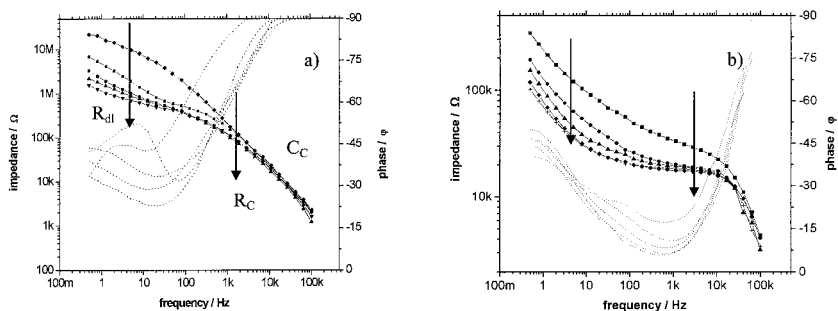 a)
10M
1M
100k
10k
1k
100
impedance / Ω
100m
1
10
100
1k
10k
100k
frequency / Hz
-90
-75
-60
-45
-30
-15
0
phase / φ
R_dl
C_C
R_C
b)
100k
10k
impedance / Ω
100m
1
10
100
1k
10k
100k
frequency / Hz
-90
-75
-60
-45
-30
-15
0
phase / φ